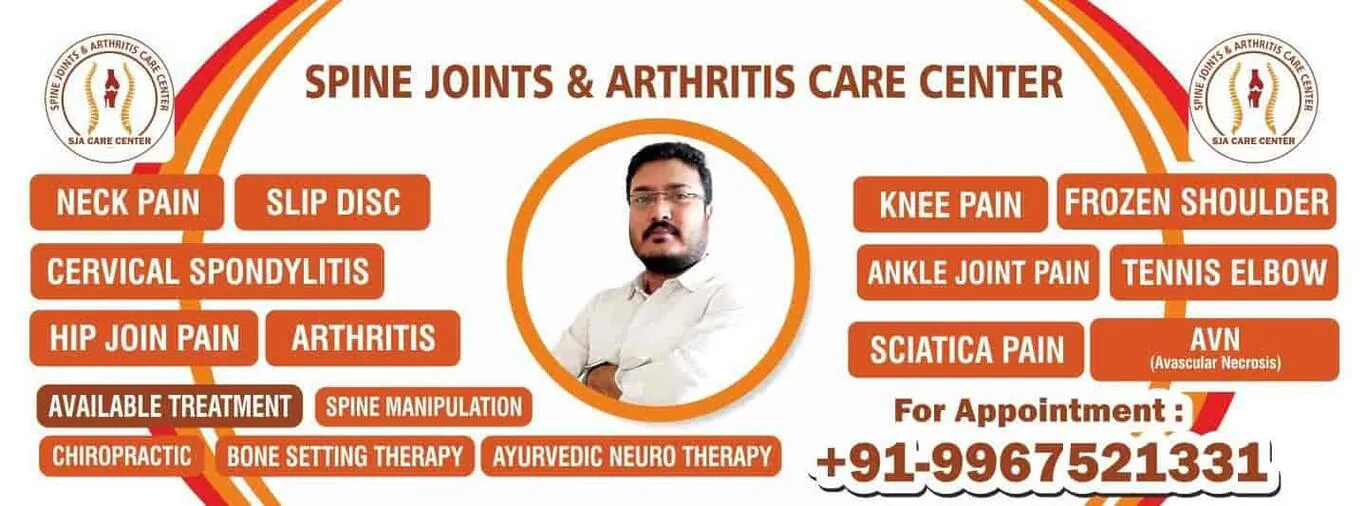 SPINE JOINTS & ARTHRITIS CARE CENTER
SJA CARE CENTER
SPINE JOINTS & ARTHRITIS CARE CENTER
SPINE JOINTS & ARTHRITIS CARE CENTER
SJA CARE CENTER
NECK PAIN
SLIP DISC
CERVICAL SPONDYLITIS
HIP JOIN PAIN
ARTHRITIS
KNEE PAIN
FROZEN SHOULDER
ANKLE JOINT PAIN
TENNIS ELBOW
SCIATICA PAIN
AVN
(Avascular Necrosis)
AVAILABLE TREATMENT
SPINE MANIPULATION
CHIROPRACTIC
BONE SETTING THERAPY
AYURVEDIC NEURO THERAPY
For Appointment :
+91-9967521331